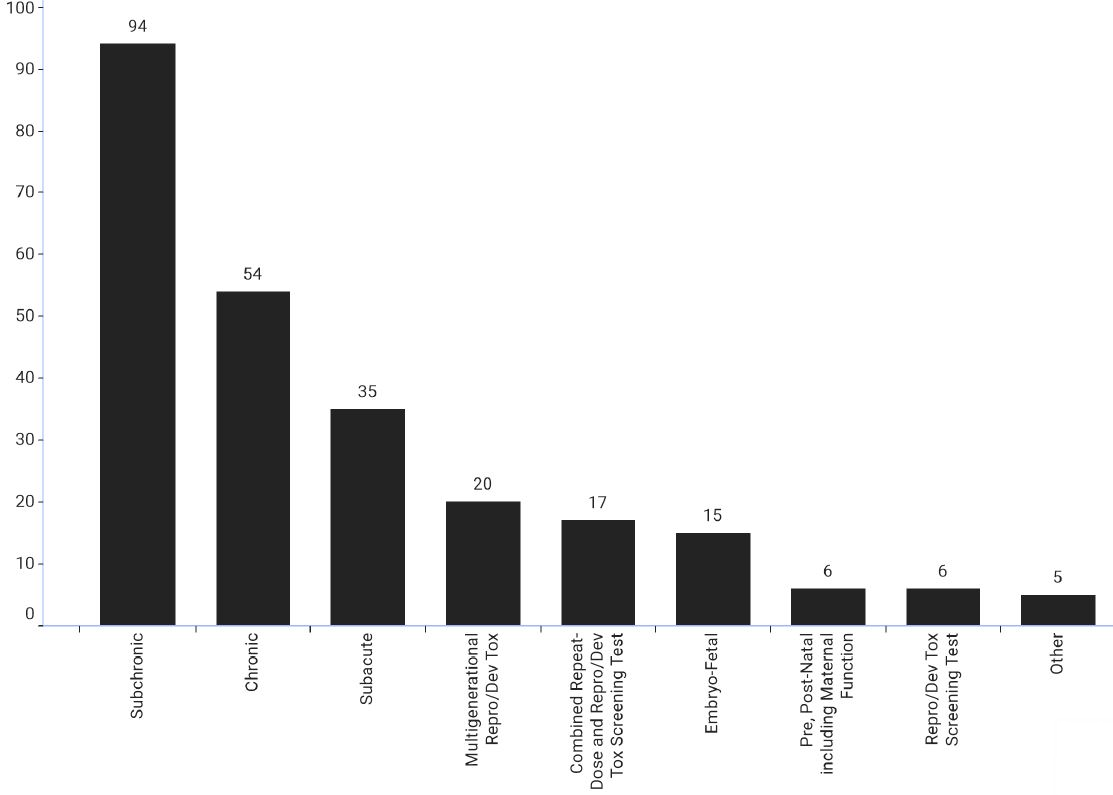 100
90
80
70
60
50
40
30
20
10
0
94
54
35
20
17
15
6
6
5
Subchronic
Chronic
Subacute
Multigenerational
Repro/Dev Tox
Combined Repeat-
Dose and Repro/Dev
Tox Screening Test
Embryo-Fetal
Pre, Post-Natal
including Maternal
Function
Repro/Dev Tox
Screening Test
Other